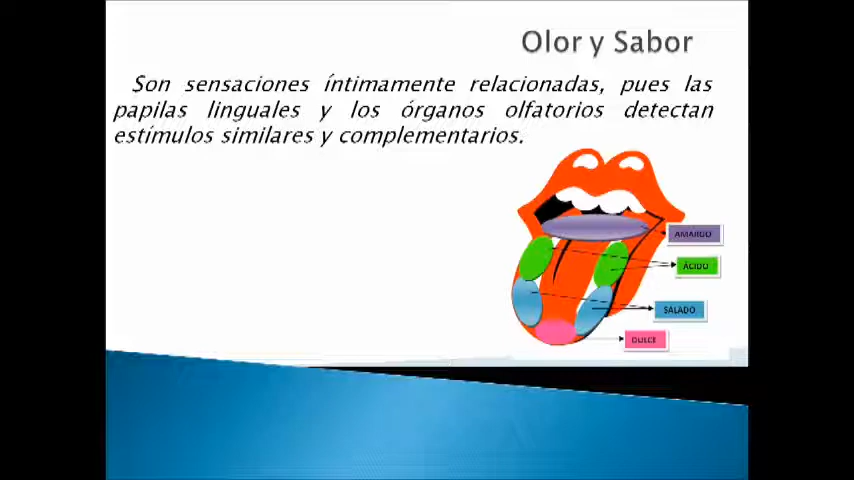 Olor y Sabor
Son sensaciones íntimamente relacionadas, pues las
papilas linguales y los órganos olfatorios detectan
estímulos similares y complementarios.
AMARGO
ÁCIDO
SALADO
DULCE